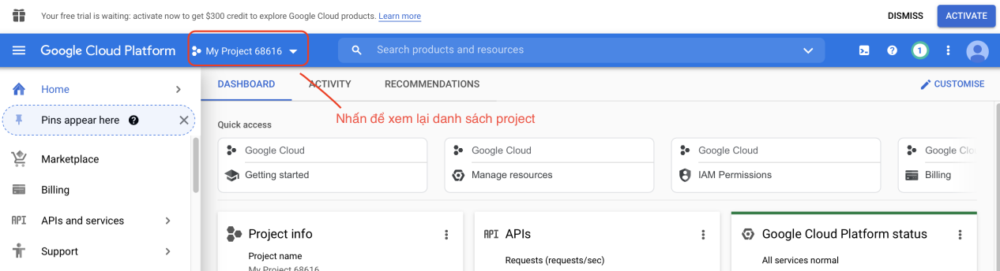 Your free trial is waiting: activate now to get $300 credit to explore Google Cloud products. Learn more
DISMISS
ACTIVATE
Google Cloud Platform
My Project 68616
Search products and resources
1
Home
Pins appear here
Marketplace
Billing
API
APIs and services
Support
DASHBOARD
ACTIVITY
RECOMMENDATIONS
CUSTOMISE
Nhấn để xem lại danh sách project
Quick access
Google Cloud
Getting started
Google Cloud
Manage resources
Google Cloud
IAM Permissions
Google Clo
Billing
Project info
Project name
My Project 68616
API
APIs
Requests (requests/sec)
Google Cloud Platform status
All services normal